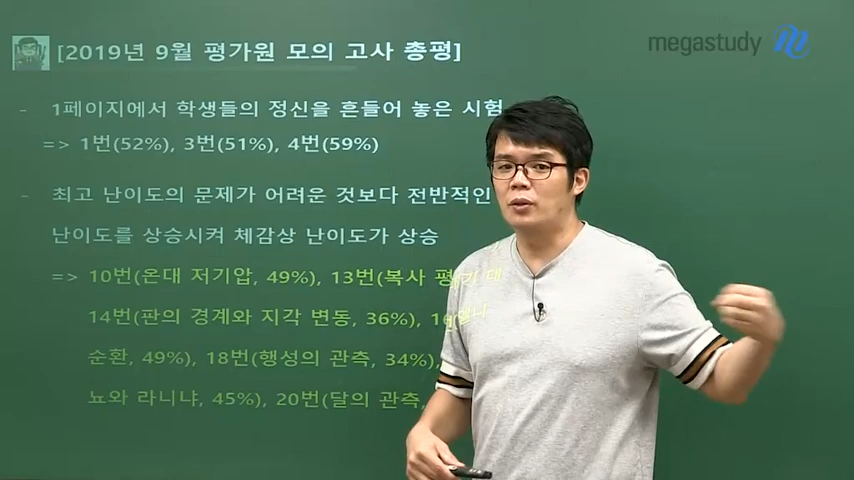 megastudy
[2019년 9월 평가원 모의 고사 총평]
- 1페이지에서 학생들의 정신을 흔들어 놓은 시험
=> 1번(52%), 3번(51%), 4번(59%)
- 최고 난이도의 문제가 어려운 것보다 전반적인
난이도를 상승시켜 체감상 난이도가 상승
=> 10번(온대 저기압, 49%), 13번(복사 평 대
14번(판의 경계와 지각 변동, 36%),
순환, 49%), 18번(행성의 관측, 34%),
뇨와 라니냐, 45%), 20번(달의 관측,